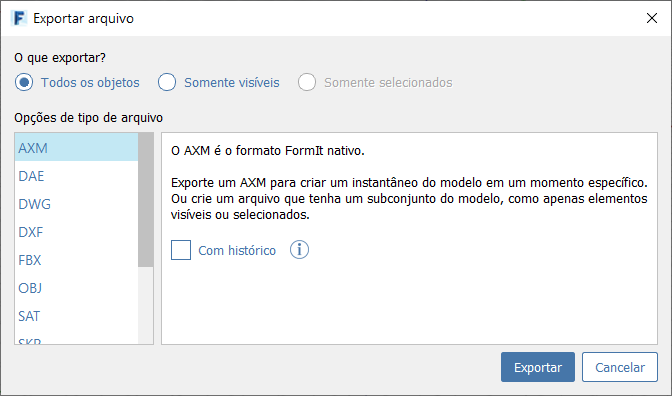 Exportar arquivo
O que exportar?
Todos os objetos
Somente visíveis
Somente selecionados
Opções de tipo de arquivo
AXM
DAE
DWG
DXF
FBX
OBJ
SAT
SKP
O AXM é o formato FormIt nativo.
Exporte um AXM para criar um instantâneo do modelo em um momento específico.
Ou crie um arquivo que tenha um subconjunto do modelo, como apenas elementos
visíveis ou selecionados.
Com histórico
Exportar
Cancelar